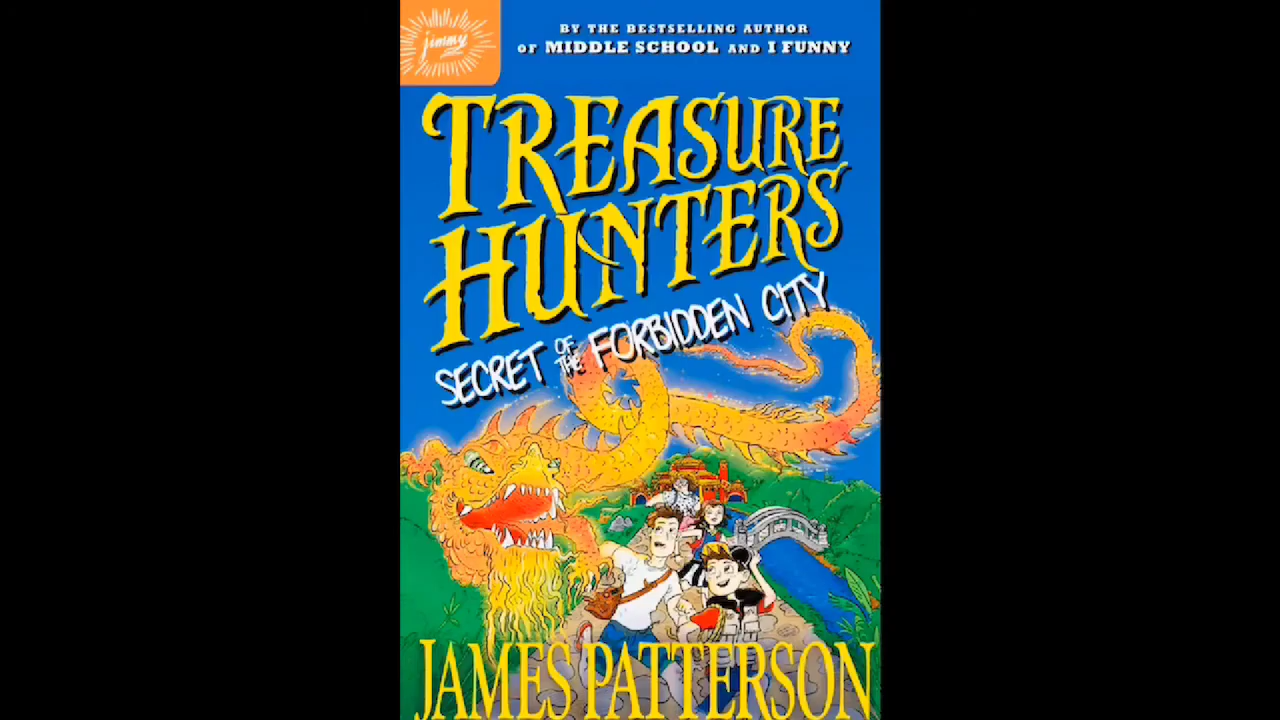 jimmy
BY THE BESTSELLING AUTHOR
OF MIDDLE SCHOOL AND I FUNNY
TREASURE
HUNTERS
SECRET OF THE FORBIDDEN CITY
JAMES PATTERSON